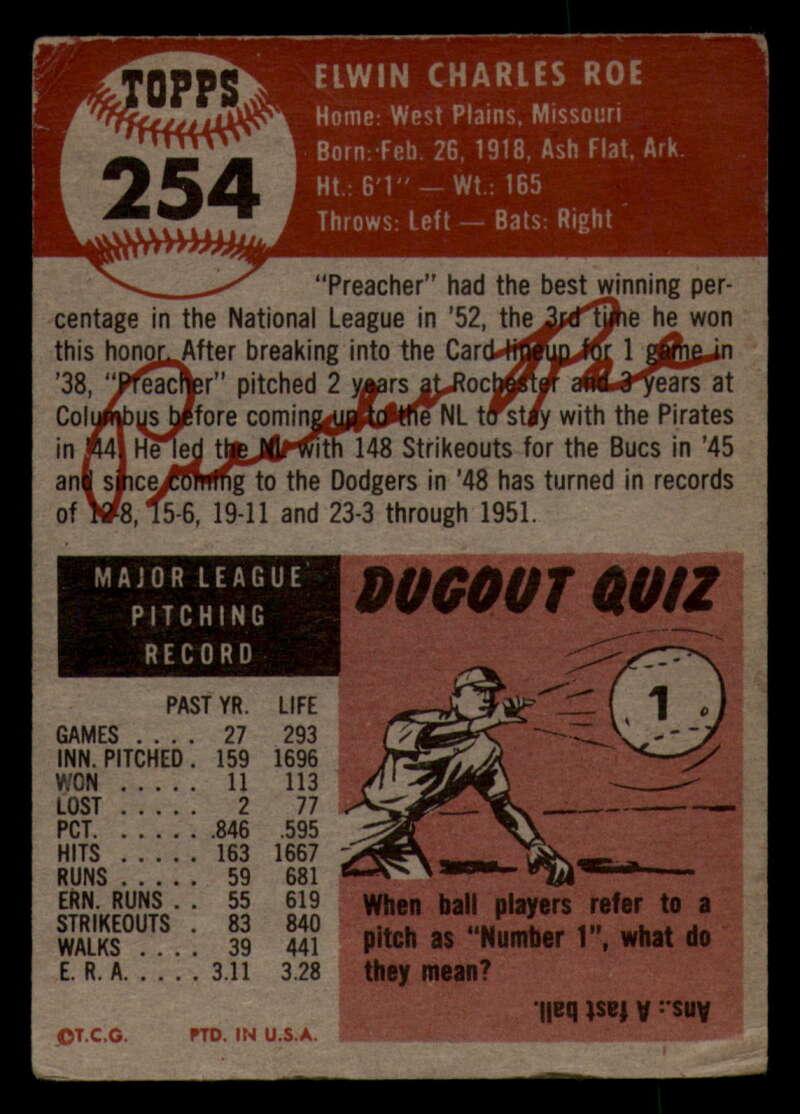 TOPPS
254
ELWIN CHARLES ROE
Home: West Plains, Missouri
Born: Feb. 26, 1918, Ash Flat, Ark.
Ht.: 6'1" — Wt.: 165
Throws: Left — Bats: Right
"Preacher" had the best winning per-
centage in the National League in '52, the 3rd time he won
this honor. After breaking into the Card lineup for 1 game in
'38, "Preacher" pitched 2 years at Rochester and 3 years at
Columbus before coming up to the NL to stay with the Pirates
in '44. He led the NL with 148 Strikeouts for the Bucs in '45
and since coming to the Dodgers in '48 has turned in records
of 12-8, 15-6, 19-11 and 23-3 through 1951.
Preacher Roe
MAJOR LEAGUE
PITCHING
RECORD
PAST YR. LIFE
GAMES . . . . 27 293
INN. PITCHED . 159 1696
WON . . . . . 11 113
LOST . . . . . 2 77
PCT. . . . . . .846 .595
HITS . . . . . 163 1667
RUNS . . . . . 59 681
ERN. RUNS . . 55 619
STRIKEOUTS . 83 840
WALKS . . . . 39 441
E. R. A. . . . . 3.11 3.28
©T.C.G. PTD. IN U.S.A.
DUGOUT QUIZ
1
When ball players refer to a
pitch as "Number 1", what do
they mean?
Ans.: A fast ball.